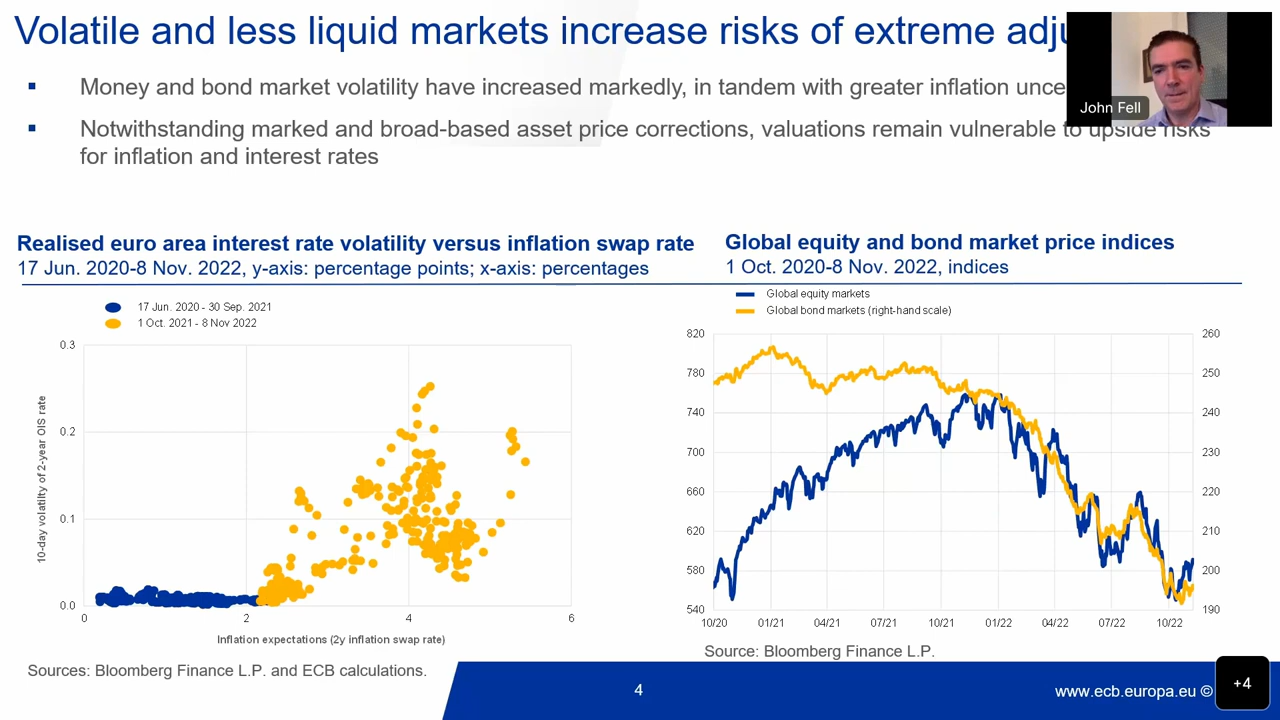 Volatile and less liquid markets increase risks of extreme adju
John Fell
▪ Money and bond market volatility have increased markedly, in tandem with greater inflation unce
▪ Notwithstanding marked and broad-based asset price corrections, valuations remain vulnerable to upside risks
for inflation and interest rates
Realised euro area interest rate volatility versus inflation swap rate
17 Jun. 2020-8 Nov. 2022, y-axis: percentage points; x-axis: percentages
17 Jun. 2020 - 30 Sep. 2021
1 Oct. 2021 - 8 Nov 2022
0.3
0.2
0.1
0.0
10-day volatilty of 2-year OIS rate
0 2 4 6
Inflation expectations (2y inflation swap rate)
Sources: Bloomberg Finance L.P. and ECB calculations.
Global equity and bond market price indices
1 Oct. 2020-8 Nov. 2022, indices
Global equity markets
Global bond markets (right-hand scale)
820 260
780 250
740 240
700 230
660 220
620 210
580 200
540 190
10/20 01/21 04/21 07/21 10/21 01/22 04/22 07/22 10/22
Source: Bloomberg Finance L.P.
4
www.ecb.europa.eu ©
+4